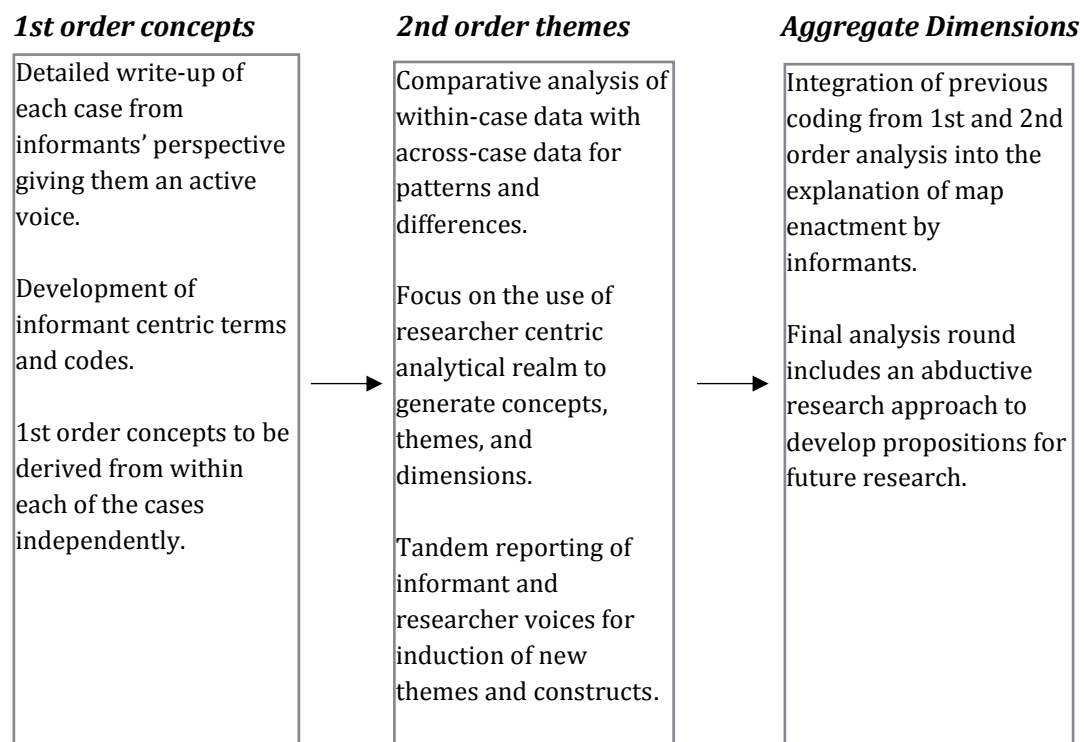 1st order concepts
Detailed write-up of
each case from
informants’ perspective
giving them an active
voice.
Development of
informant centric terms
and codes.
1st order concepts to be
derived from within
each of the cases
independently.
2nd order themes
Comparative analysis of
within-case data with
across-case data for
patterns and
differences.
Focus on the use of
researcher centric
analytical realm to
generate concepts,
themes, and
dimensions.
Tandem reporting of
informant and
researcher voices for
induction of new
themes and constructs.
Aggregate Dimensions
Integration of previous
coding from 1st and 2nd
order analysis into the
explanation of map
enactment by
informants.
Final analysis round
includes an abductive
research approach to
develop propositions for
future research.